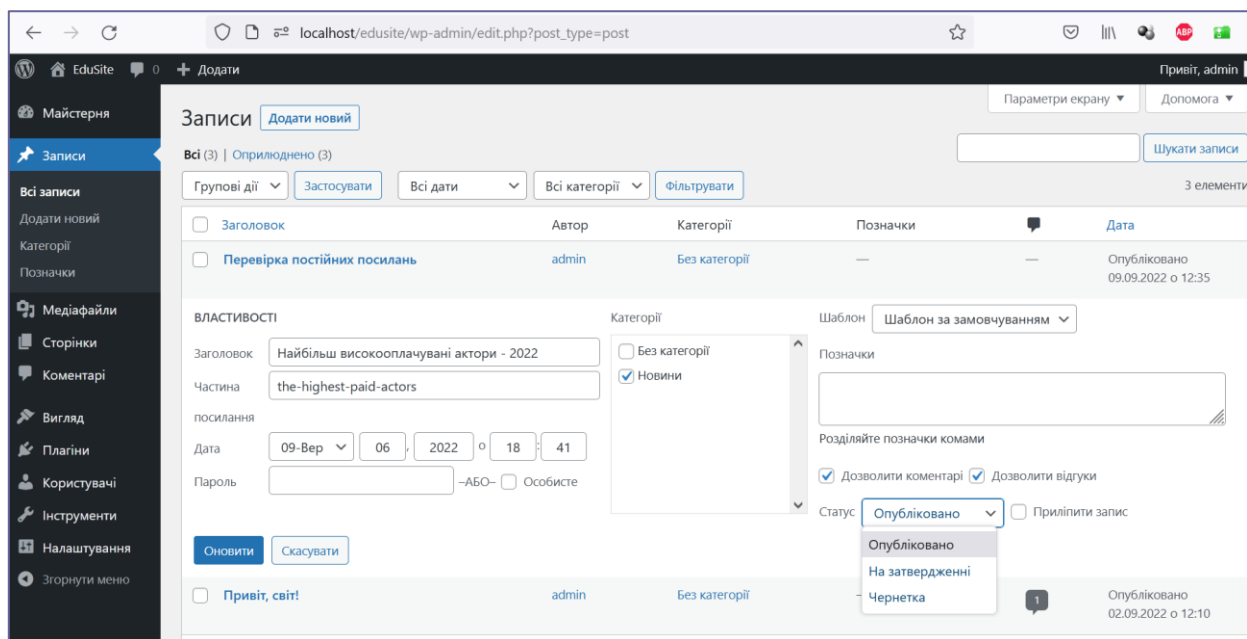 localhost/edusite/wp-admin/edit.php?post_type=post
ABP
EduSite 0 Додати Привіт, admin
Майстерня
Записи
Всі записи
Додати новий
Категорії
Позначки
Медіафайли
Сторінки
Коментарі
Вигляд
Плагіни
Користувачі
Інструменти
Налаштування
Згорнути меню
Параметри екрану Допомога
Записи Додати новий
Всі (3) | Оприлюднено (3)
Шукати записи
Групові дії Застосувати Всі дати Всі категорії Фільтрувати
3 елементи
Заголовок Автор Категорії Позначки Дата
Перевірка постійних посилань admin Без категорії — — Опубліковано
09.09.2022 о 12:35
ВЛАСТИВОСТІ
Заголовок Найбільш високооплачувані актори - 2022
Частина the-highest-paid-actors
посилання
Дата 09-Вер 06 , 2022 о 18 : 41
Пароль –АБО– Особисте
Категорії
Без категорії
Новини
Шаблон Шаблон за замовчуванням
Позначки
Розділяйте позначки комами
Дозволити коментарі Дозволити відгуки
Статус Опубліковано Приліпити запис
Опубліковано
На затвердженні
Чернетка
Оновити Скасувати
Привіт, світ! admin Без категорії — 1 Опубліковано
02.09.2022 о 12:10